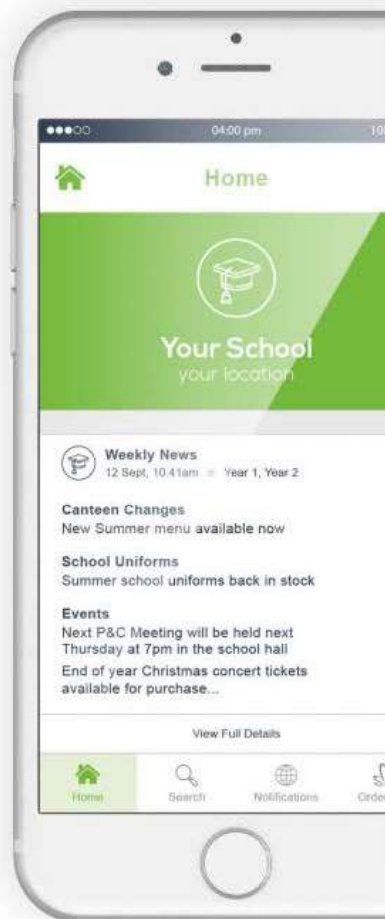 04:00 pm
Home
Your School
your location
Weekly News
12 Sept, 10.41am Year 1, Year 2
Canteen Changes
New Summer menu available now
School Uniforms
Summer school uniforms back in stock
Events
Next P&C Meeting will be held next
Thursday at 7pm in the school hall
End of year Christmas concert tickets
available for purchase...
View Full Details
Home Search Notifications